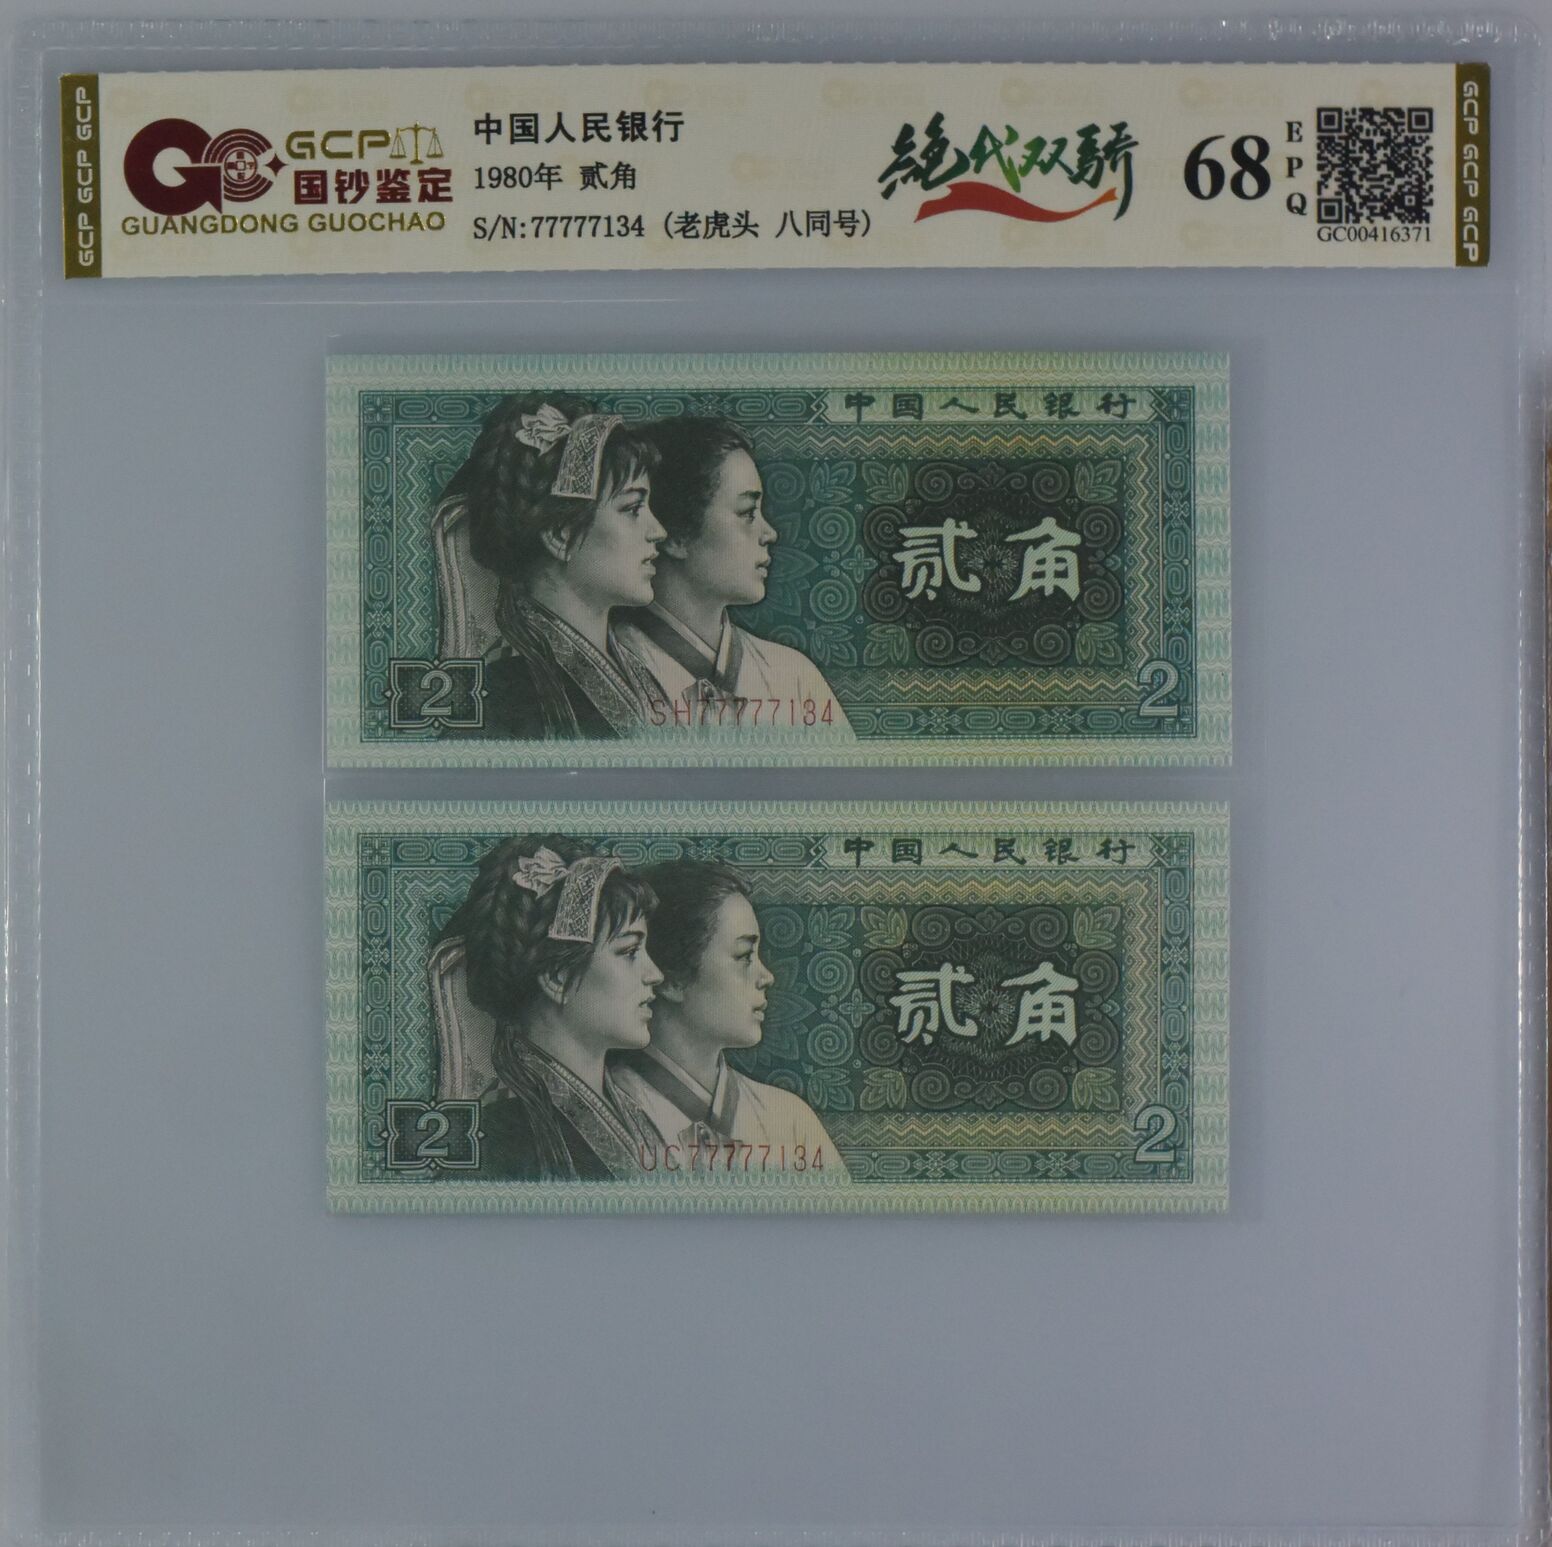 GCP GCP GCP
GCP
国钞鉴定
GUANGDONG GUOCHAO
中国人民银行
1980年 贰角
S/N:77777134 (老虎头 八同号)
絕代双骄
68
EPQ
GC00416371
GCP GCP GCP
中国人民银行
贰角
2
2
SH77777134
中国人民银行
贰角
2
2
UC77777134